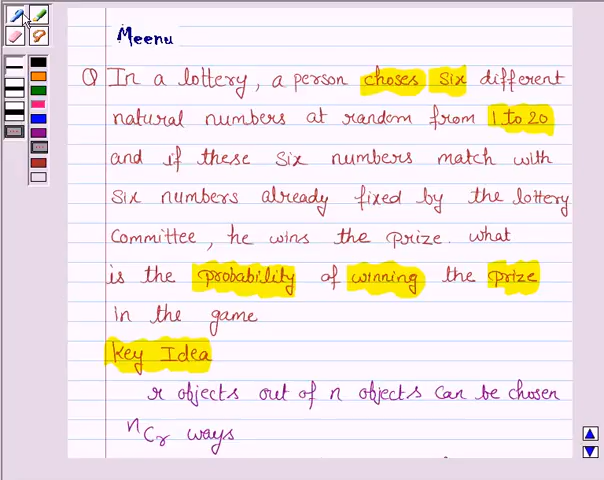 Meenu
Q In a lottery, a person choses Six different
natural numbers at random from 1 to 20
and if these Six numbers match with
Six numbers already fixed by the lottery
Committee, he wins the prize. what
is the probability of winning the prize
in the game
Key Idea
r objects out of n objects can be chosen
ⁿCᵣ ways